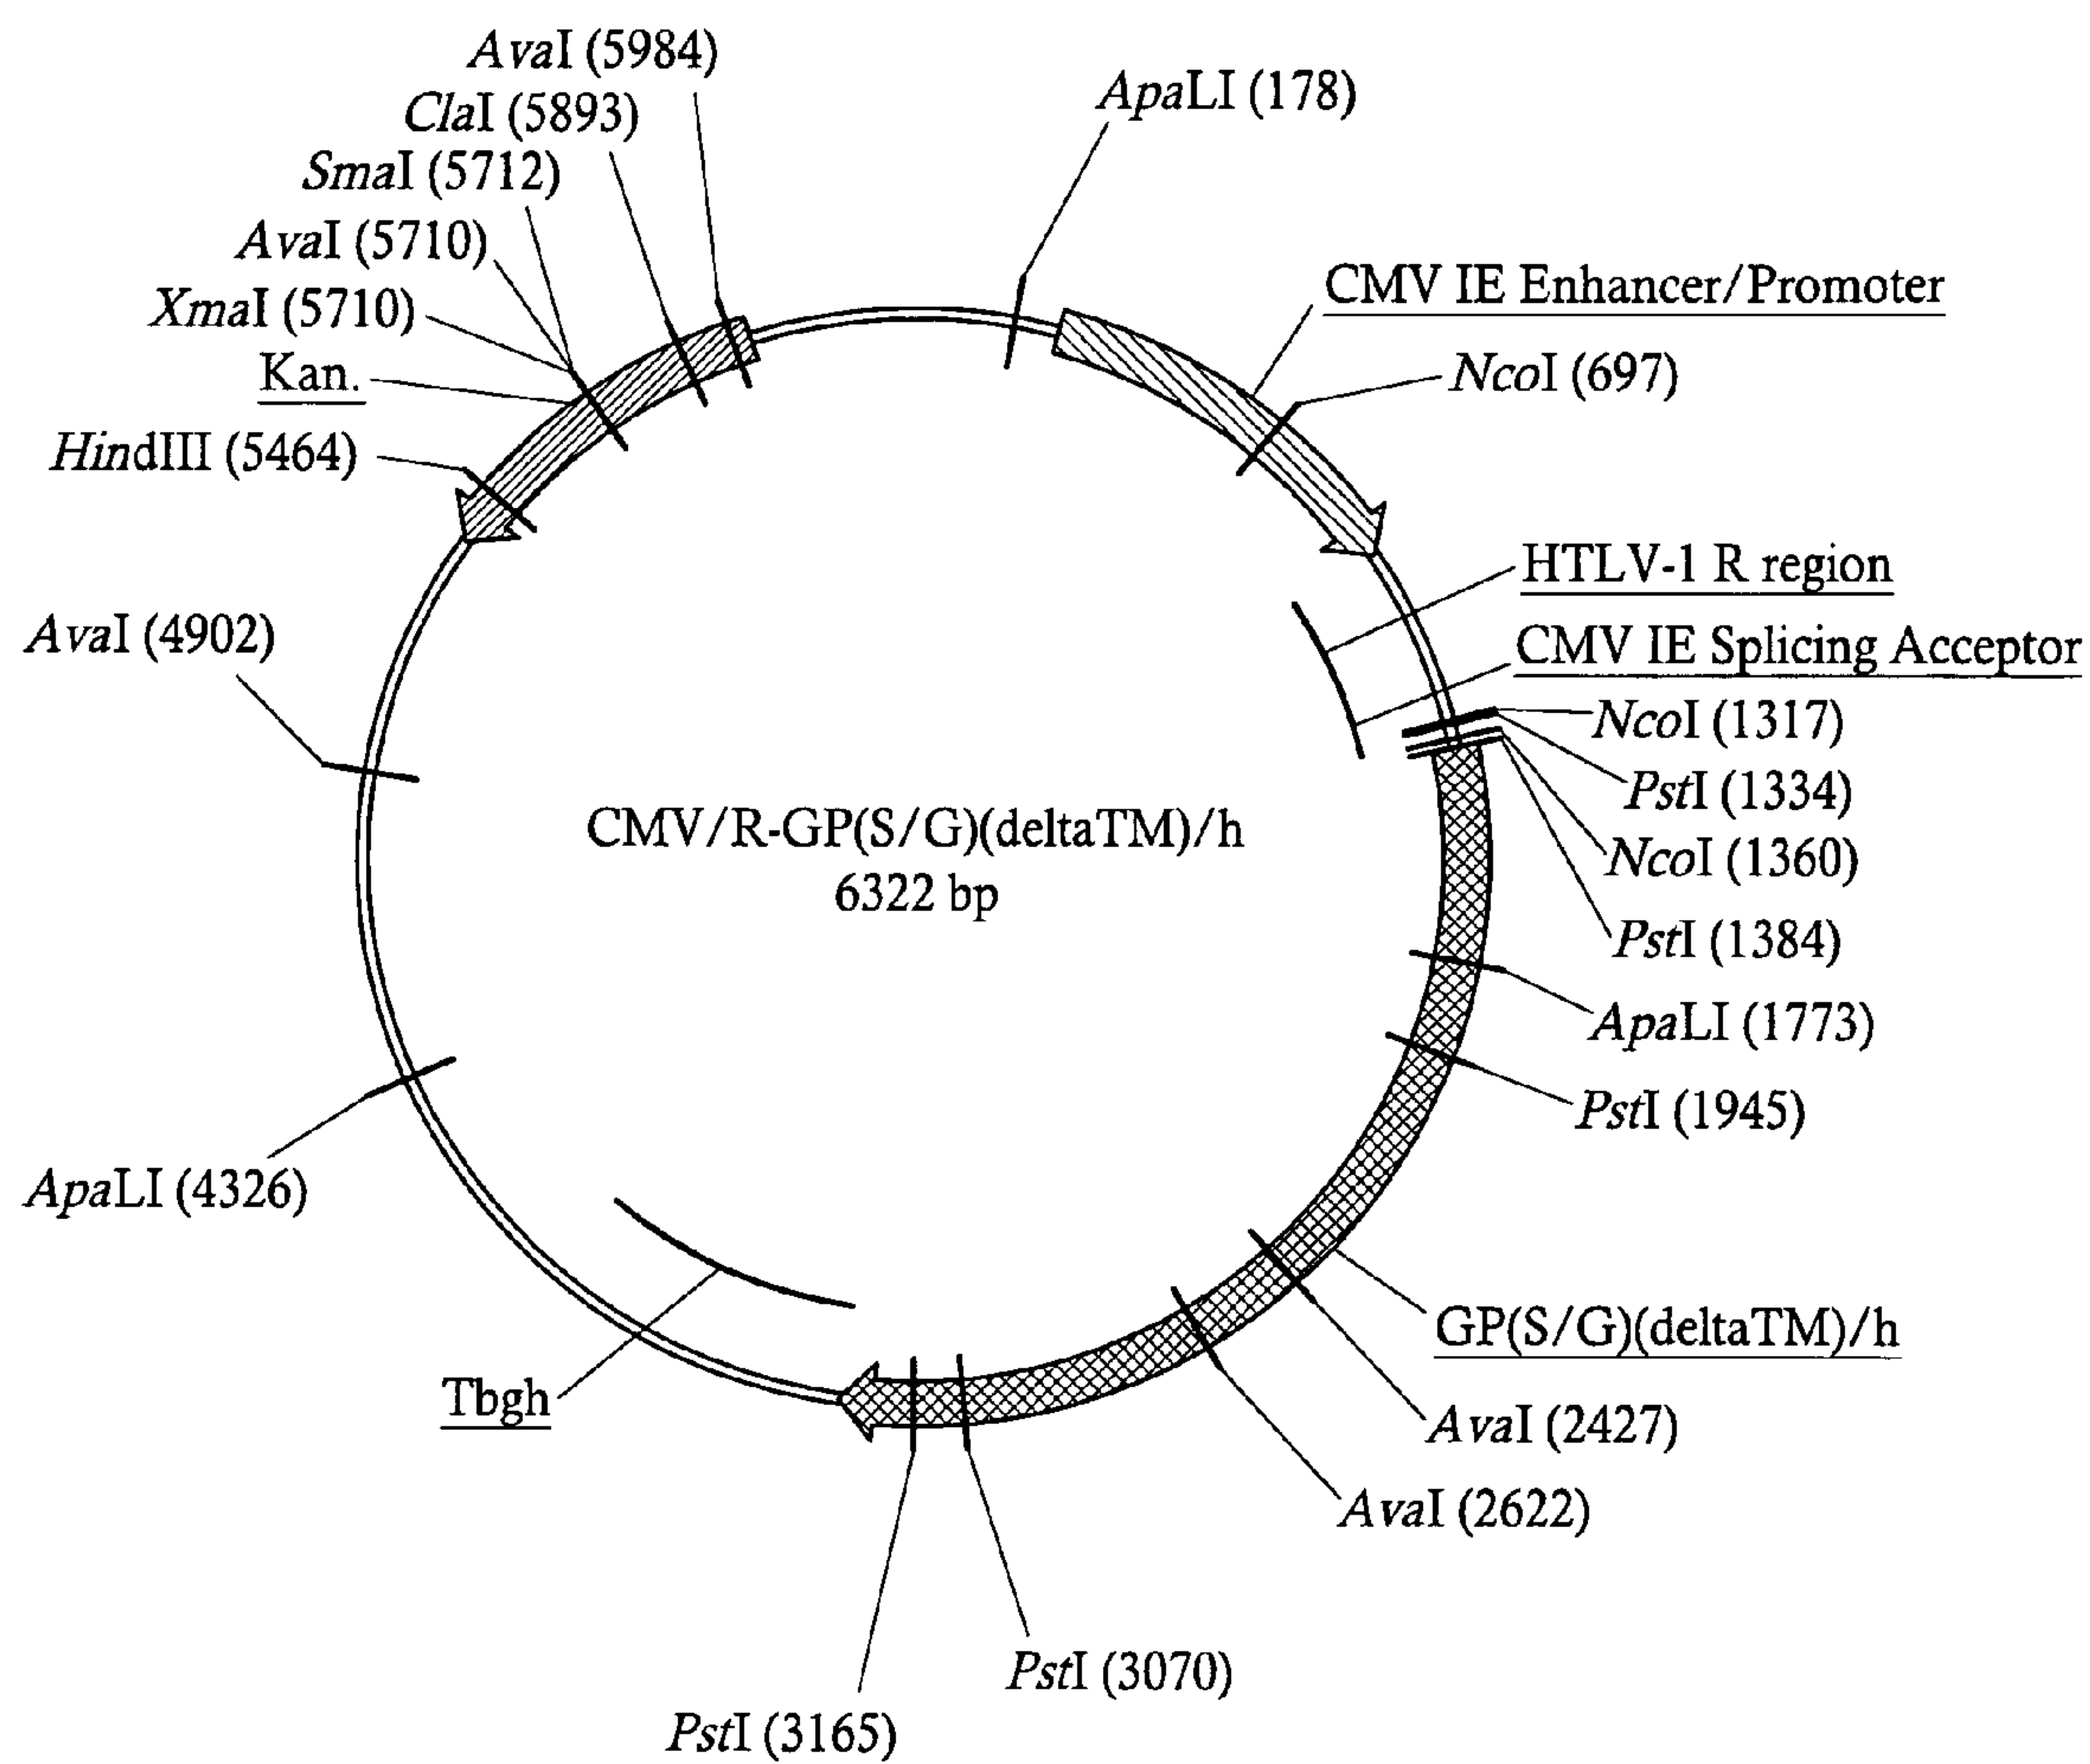 AvaI (5984)
ClaI (5893)
SmaI (5712)
AvaI (5710)
XmaI (5710)
Kan.
HindIII (5464)
AvaI (4902)
ApaLI (4326)
Tbgh
ApaLI (178)
CMV IE Enhancer/Promoter
NcoI (697)
HTLV-1 R region
CMV IE Splicing Acceptor
NcoI (1317)
PstI (1334)
NcoI (1360)
PstI (1384)
ApaLI (1773)
PstI (1945)
GP(S/G)(deltaTM)/h
AvaI (2427)
AvaI (2622)
PstI (3070)
PstI (3165)
CMV/R-GP(S/G)(deltaTM)/h
6322 bp